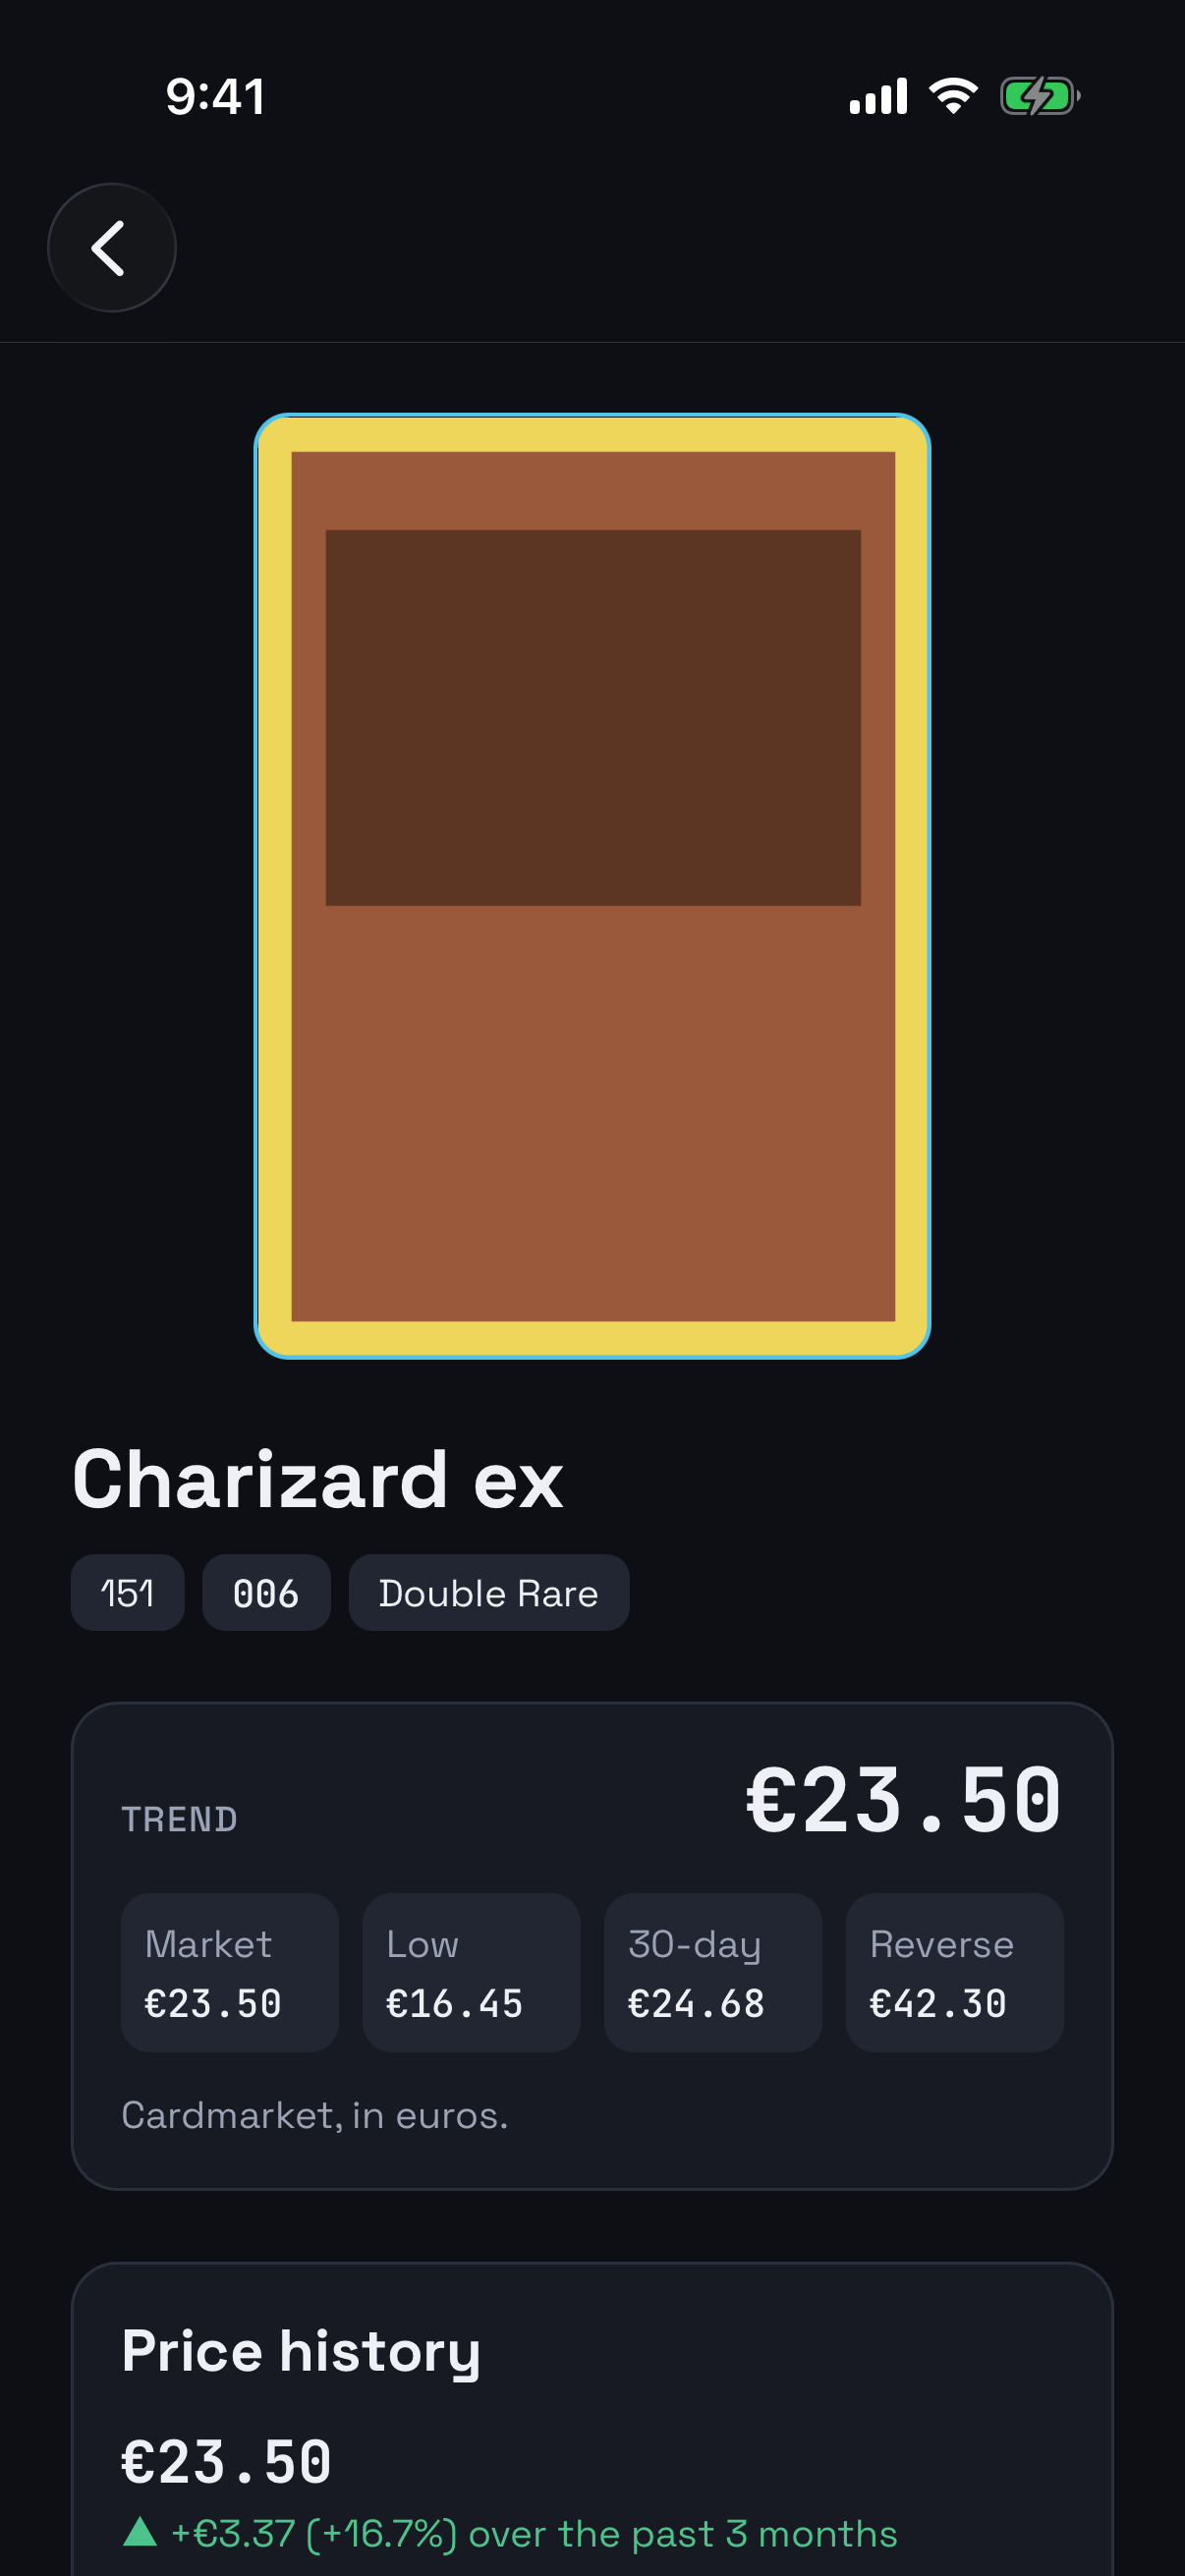 9:41
Charizard ex
151 006 Double Rare
TREND €23.50
Market Low 30-day Reverse
€23.50 €16.45 €24.68 €42.30
Cardmarket, in euros.
Price history
€23.50
▲ +€3.37 (+16.7%) over the past 3 months